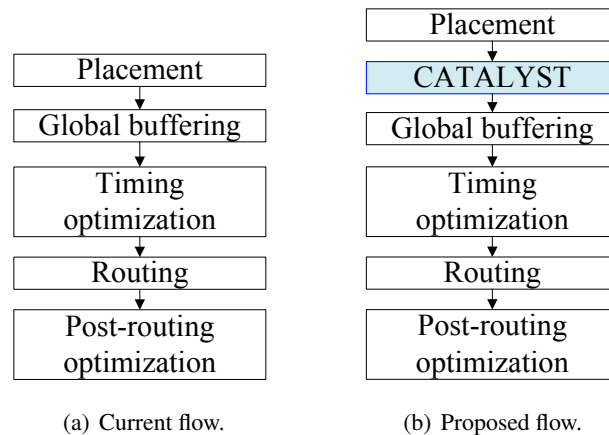 Placement
Global buffering
Timing
optimization
Routing
Post-routing
optimization
(a) Current flow.
Placement
CATALYST
Global buffering
Timing
optimization
Routing
Post-routing
optimization
(b) Proposed flow.